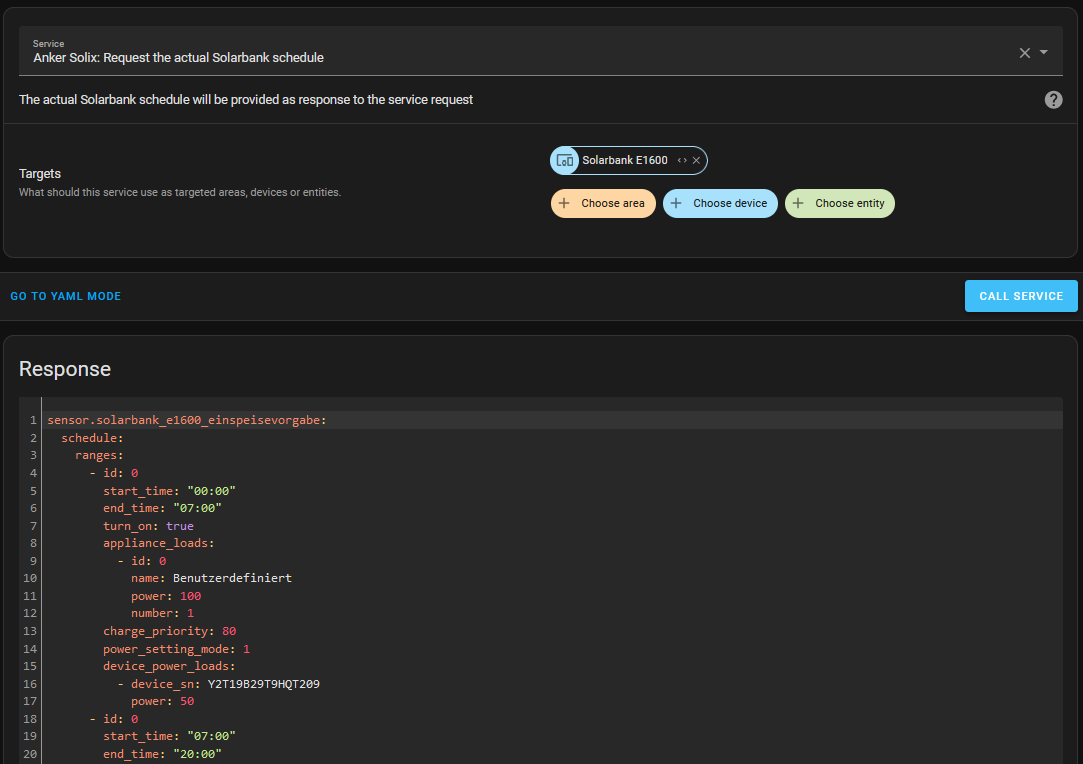 Service
Anker Solix: Request the actual Solarbank schedule
The actual Solarbank schedule will be provided as response to the service request
?
Targets
What should this service use as targeted areas, devices or entities.
Solarbank E1600
Choose area
Choose device
Choose entity
GO TO YAML MODE
CALL SERVICE
Response
1 sensor.solarbank_e1600_einspeisevorgabe:
2 schedule:
3 ranges:
4 - id: 0
5 start_time: "00:00"
6 end_time: "07:00"
7 turn_on: true
8 appliance_loads:
9 - id: 0
10 name: Benutzerdefiniert
11 power: 100
12 number: 1
13 charge_priority: 80
14 power_setting_mode: 1
15 device_power_loads:
16 - device_sn: Y2T19B29T9HQT209
17 power: 50
18 - id: 0
19 start_time: "07:00"
20 end_time: "20:00"